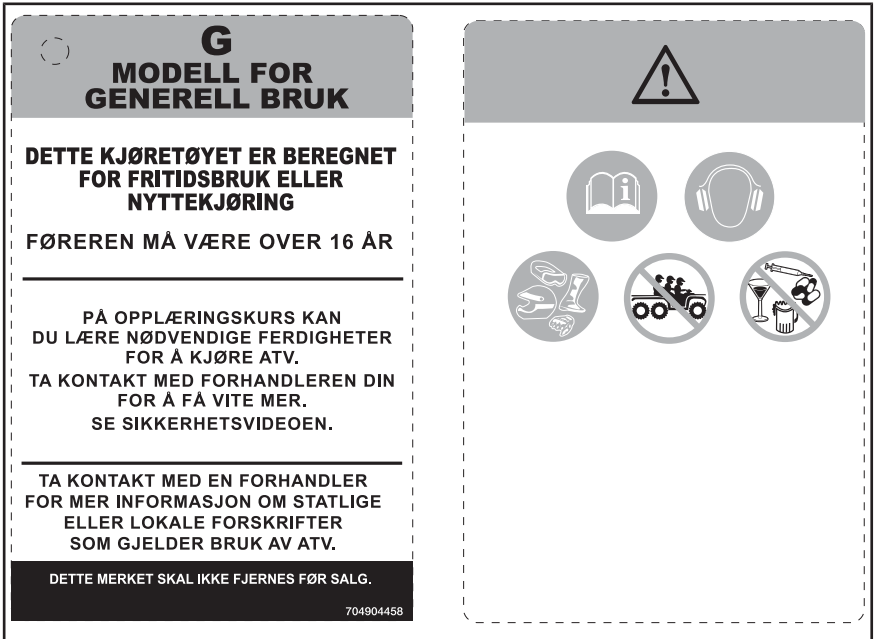 G
MODELL FOR
GENERELL BRUK
DETTE KJØRETØYET ER BEREGNET
FOR FRITIDSBRUK ELLER
NYTTEKJØRING
FØREREN MÅ VÆRE OVER 16 ÅR
PÅ OPPLÆRINGSKURS KAN
DU LÆRE NØDVENDIGE FERDIGHETER
FOR Å KJØRE ATV.
TA KONTAKT MED FORHANDLEREN DIN
FOR Å FÅ VITE MER.
SE SIKKERHETSVIDEOEN.
TA KONTAKT MED EN FORHANDLER
FOR MER INFORMASJON OM STATLIGE
ELLER LOKALE FORSKRIFTER
SOM GJELDER BRUK AV ATV.
DETTE MERKET SKAL IKKE FJERNES FØR SALG.
704904458